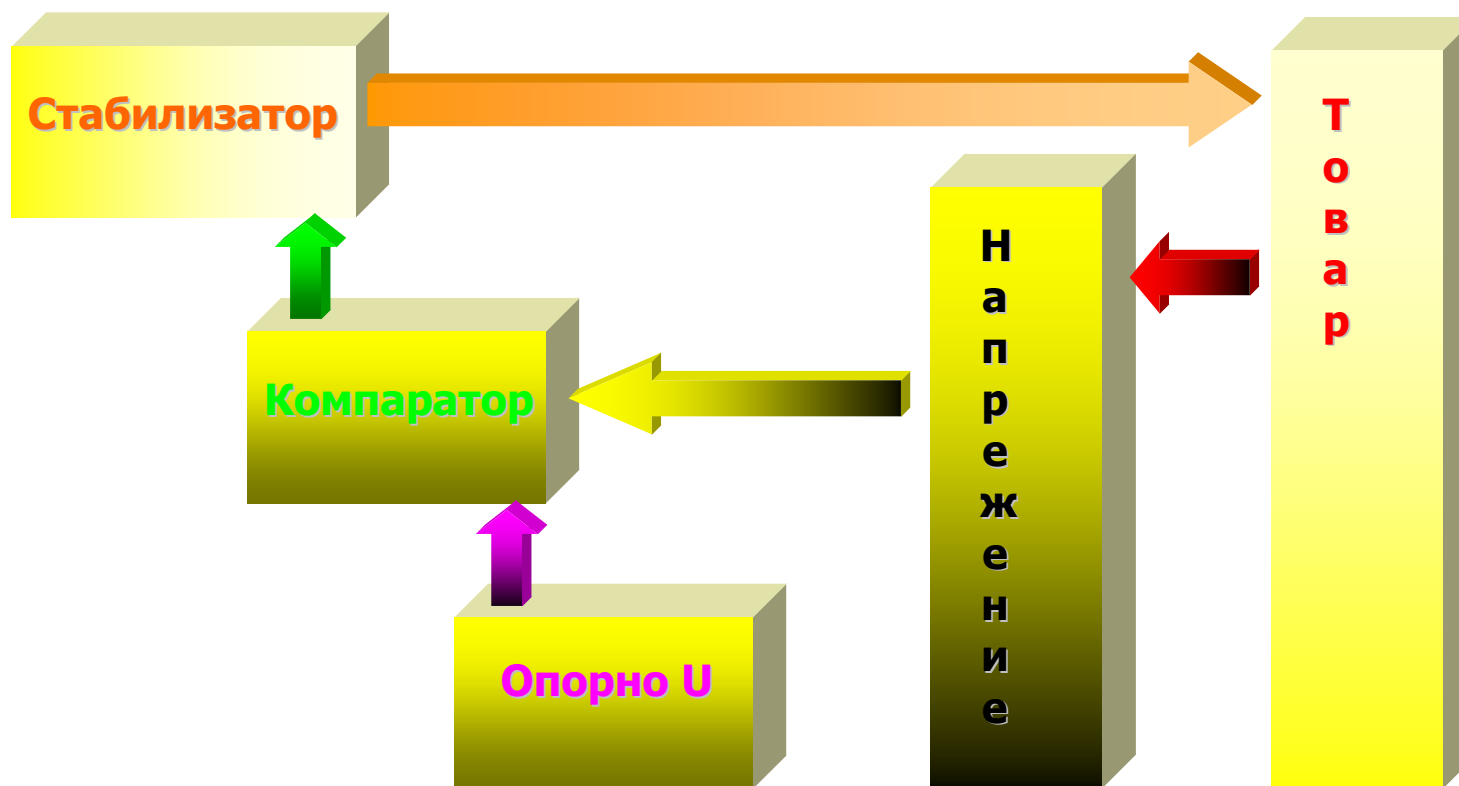 Стабилизатор
Товар
Напрежение
Компаратор
Опорно U